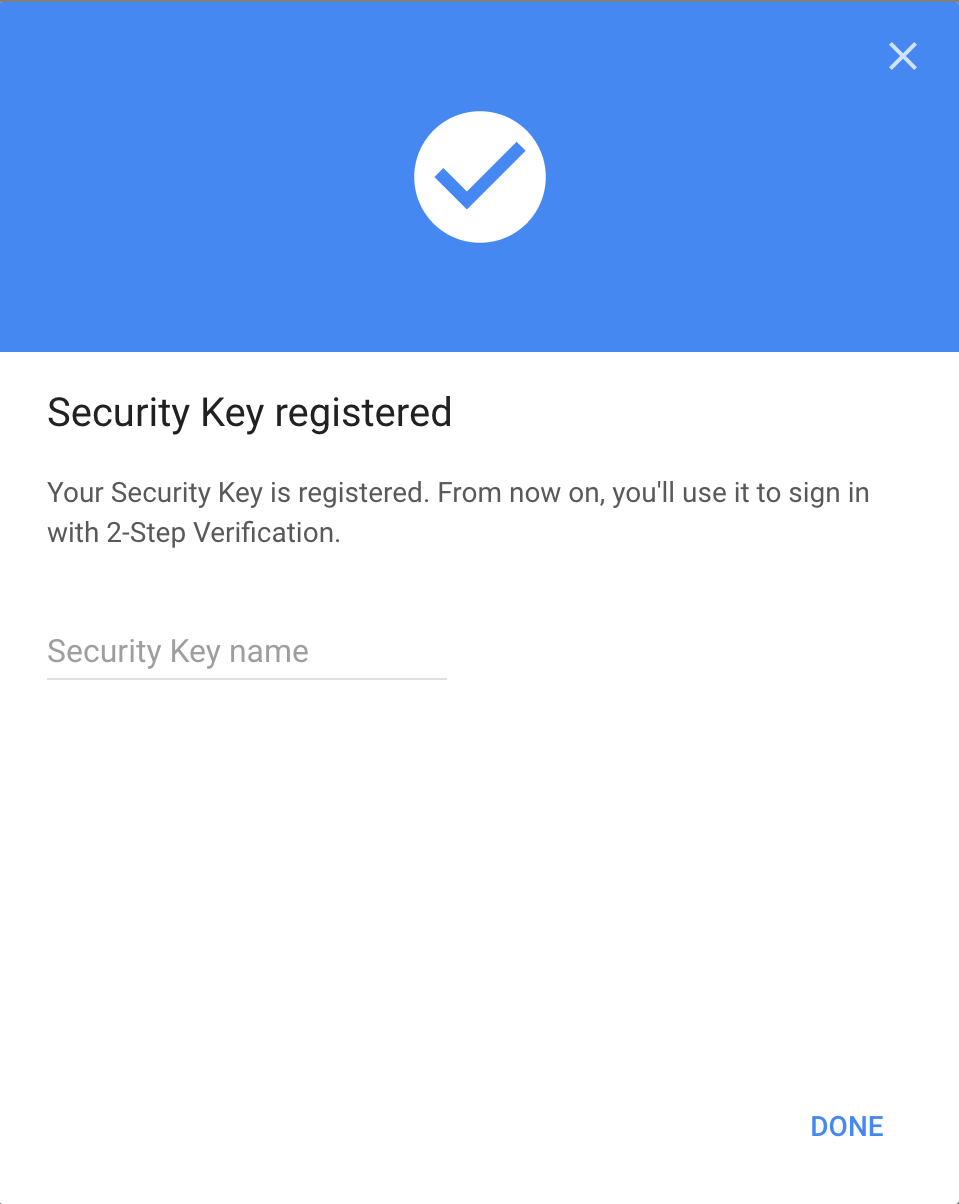 Security Key registered
Your Security Key is registered. From now on, you'll use it to sign in
with 2-Step Verification.
Security Key name
DONE